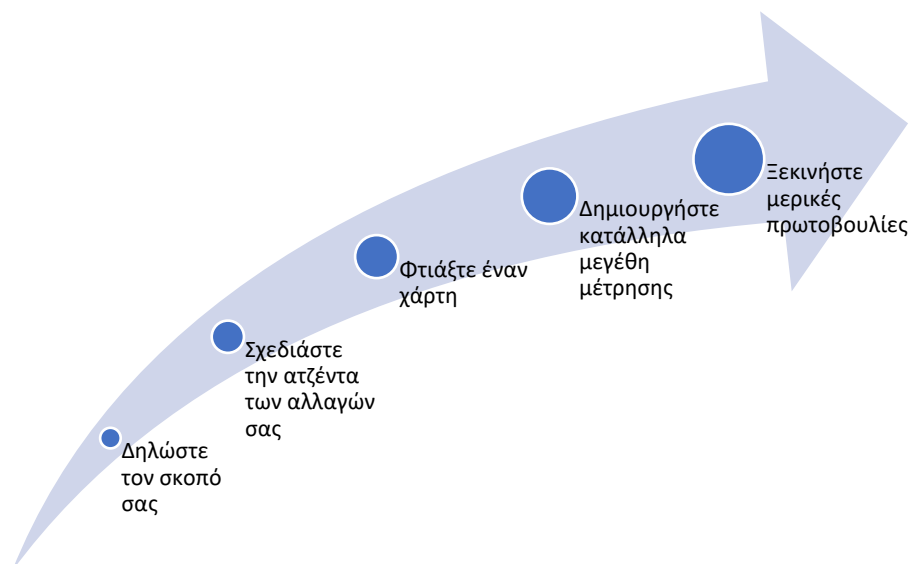 Δηλώστε
τον σκοπό
σας
Σχεδιάστε
την ατζέντα
των αλλαγών
σας
Φτιάξτε έναν
χάρτη
Δημιουργήστε
κατάλληλα
μεγέθη
μέτρησης
Ξεκινήστε
μερικές
πρωτοβουλίες